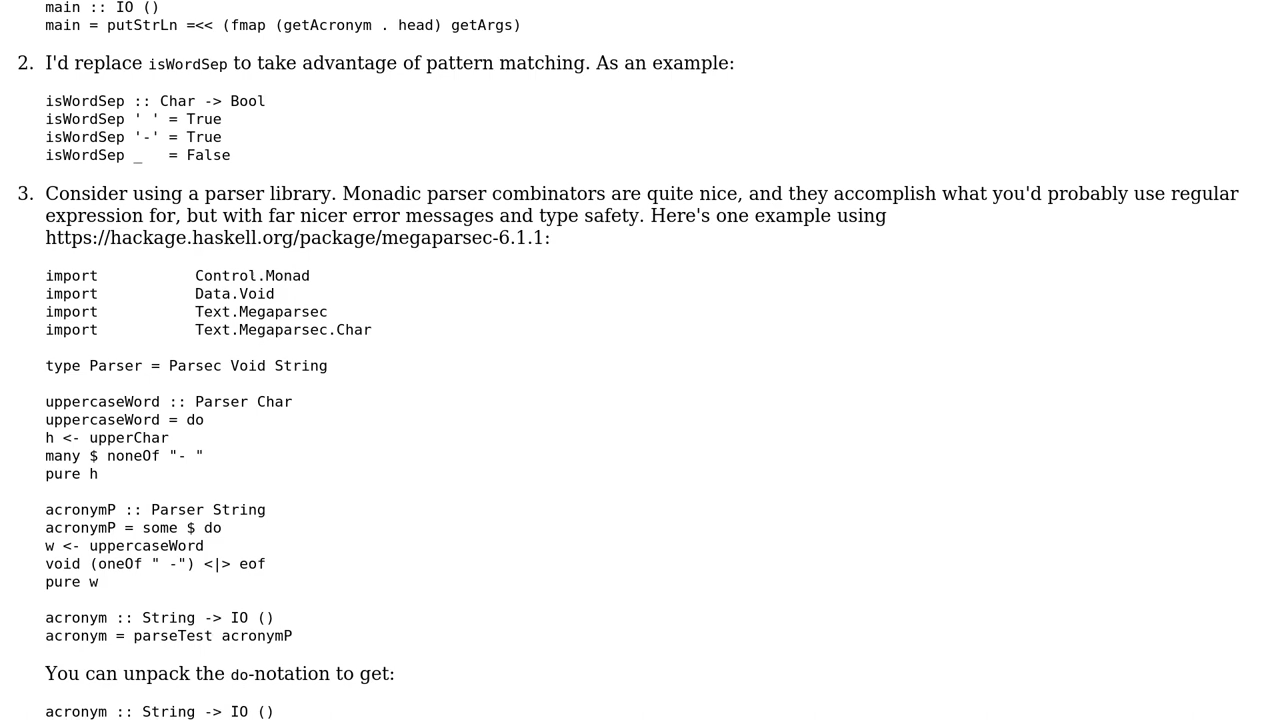 main :: IO ()
main = putStrLn =<< (fmap (getAcronym . head) getArgs)
2. I'd replace isWordSep to take advantage of pattern matching. As an example:
isWordSep :: Char -> Bool
isWordSep ' ' = True
isWordSep '-' = True
isWordSep _   = False
3. Consider using a parser library. Monadic parser combinators are quite nice, and they accomplish what you'd probably use regular
expression for, but with far nicer error messages and type safety. Here's one example using
https://hackage.haskell.org/package/megaparsec-6.1.1:
import           Control.Monad
import           Data.Void
import           Text.Megaparsec
import           Text.Megaparsec.Char
type Parser = Parsec Void String
uppercaseWord :: Parser Char
uppercaseWord = do
h <- upperChar
many $ noneOf "- "
pure h
acronymP :: Parser String
acronymP = some $ do
w <- uppercaseWord
void (oneOf " -") <|> eof
pure w
acronym :: String -> IO ()
acronym = parseTest acronymP
You can unpack the do-notation to get:
acronym :: String -> IO ()